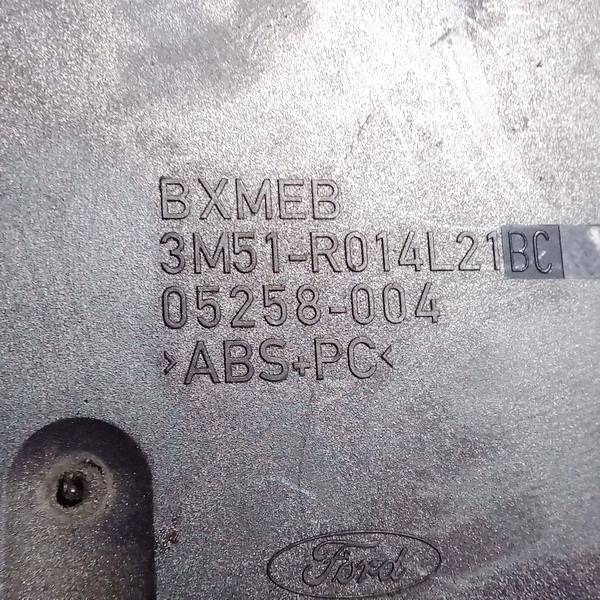 BXMEB
3M51-R014L21BC
05258-004
>ABS+PC<
Ford